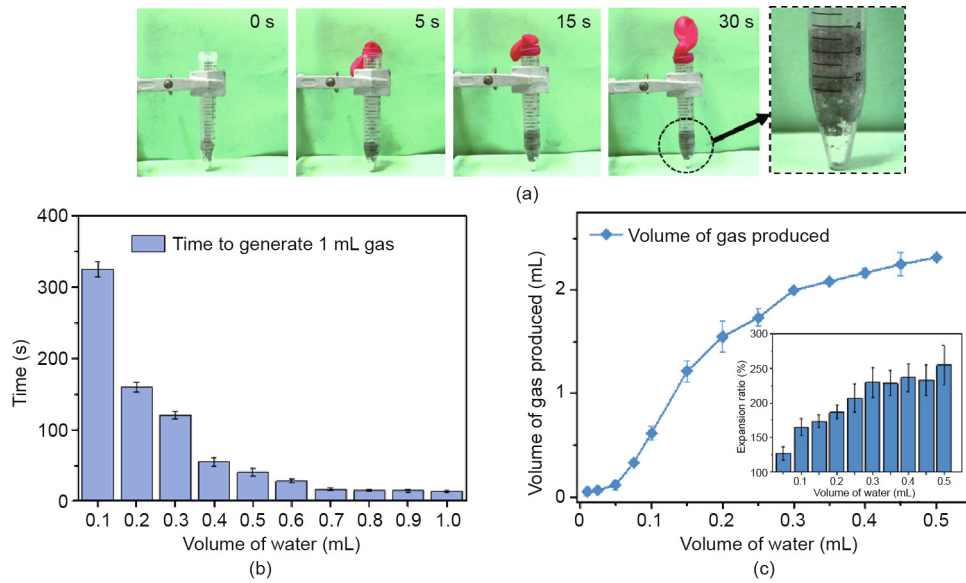 0 s
5 s
15 s
30 s
4
3
2
(a)
400
300
200
100
0
Time (s)
Time to generate 1 mL gas
0.1 0.2 0.3 0.4 0.5 0.6 0.7 0.8 0.9 1.0
Volume of water (mL)
(b)
2
1
0
Volume of gas produced (mL)
Volume of gas produced
0.1 0.2 0.3 0.4 0.5
Volume of water (mL)
250
200
150
100
Expansion ratio (%)
0.1 0.2 0.3 0.4 0.5
Volume of water (mL)
(c)